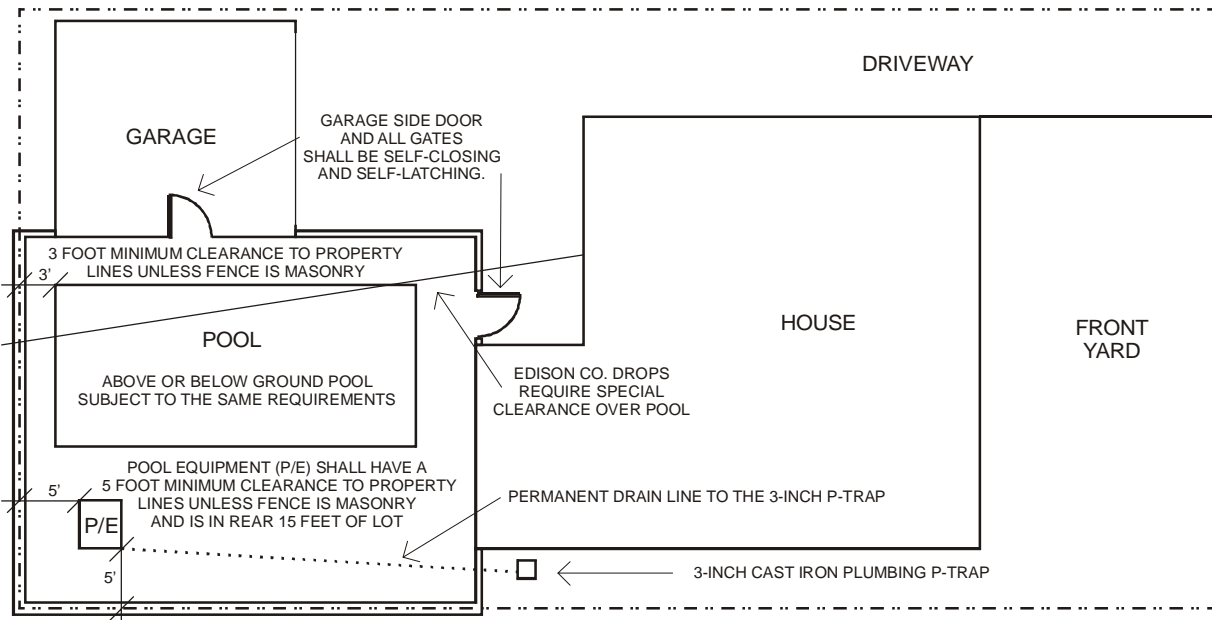 DRIVEWAY
GARAGE
GARAGE SIDE DOOR
AND ALL GATES
SHALL BE SELF-CLOSING
AND SELF-LATCHING.
3 FOOT MINIMUM CLEARANCE TO PROPERTY
LINES UNLESS FENCE IS MASONRY
3'
POOL
ABOVE OR BELOW GROUND POOL
SUBJECT TO THE SAME REQUIREMENTS
HOUSE
FRONT
YARD
EDISON CO. DROPS
REQUIRE SPECIAL
CLEARANCE OVER POOL
POOL EQUIPMENT (P/E) SHALL HAVE A
5 FOOT MINIMUM CLEARANCE TO PROPERTY
LINES UNLESS FENCE IS MASONRY
AND IS IN REAR 15 FEET OF LOT
5'
P/E
5'
PERMANENT DRAIN LINE TO THE 3-INCH P-TRAP
3-INCH CAST IRON PLUMBING P-TRAP